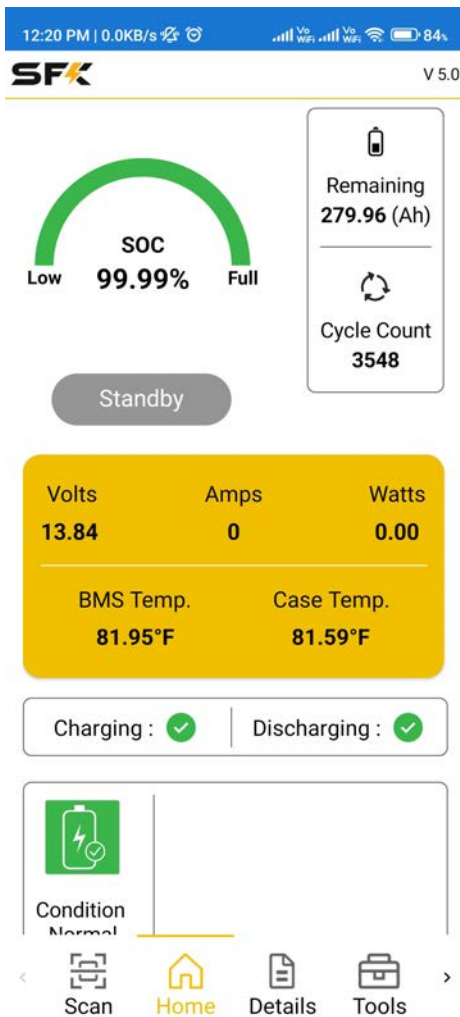 12:20 PM | 0.0KB/s Vo WiFi Vo WiFi 84%
SFK V 5.0
SOC
Low 99.99% Full
Remaining
279.96 (Ah)
Cycle Count
3548
Standby
Volts Amps Watts
13.84 0 0.00
BMS Temp. Case Temp.
81.95°F 81.59°F
Charging : Discharging :
Condition
Normal
Scan Home Details Tools